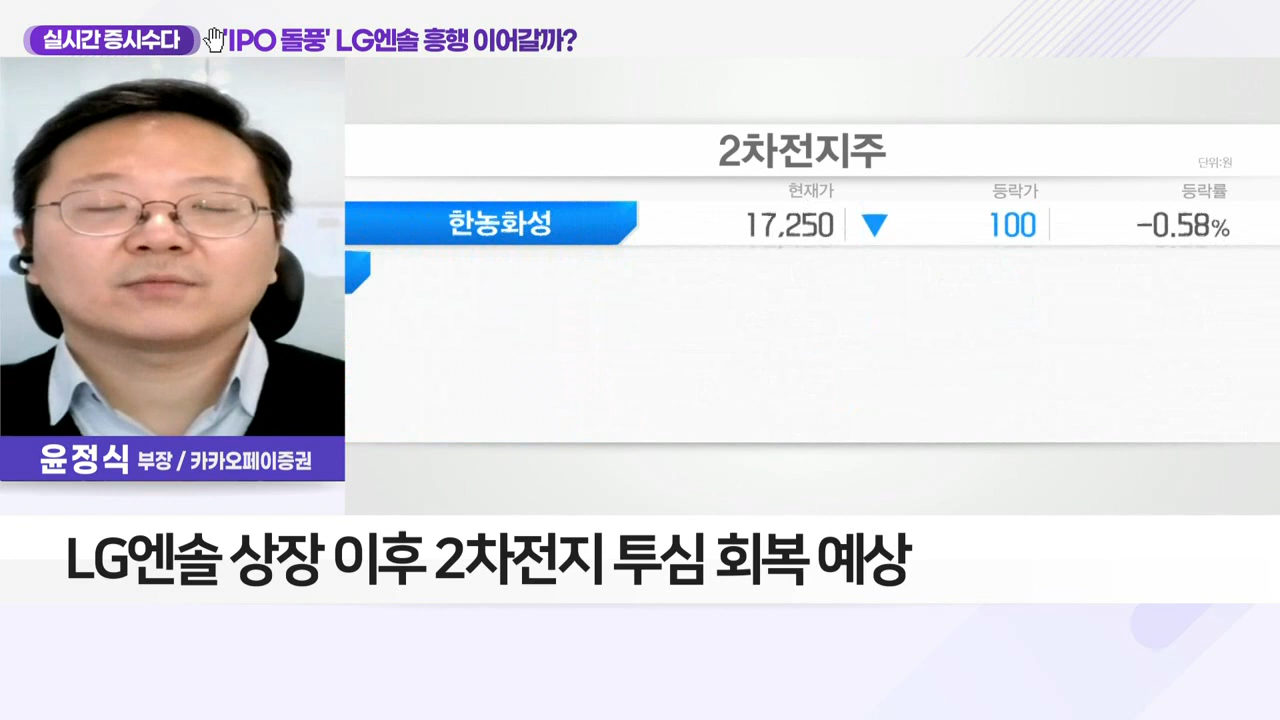 실시간 증시수다
'IPO 돌풍' LG엔솔 흥행 이어갈까?
2차전지주
단위:원
현재가 등락가 등락률
한농화성 17,250 ▼ 100 -0.58%
윤정식 부장 / 카카오페이증권
LG엔솔 상장 이후 2차전지 투심 회복 예상